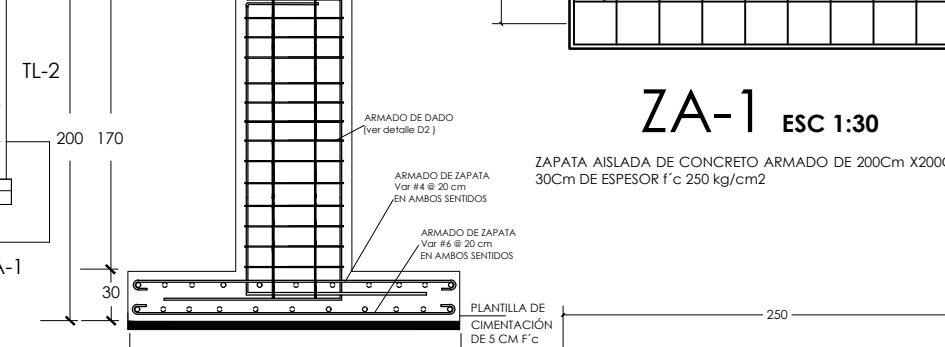 TL-2
200
170
ARMADO DE DADO
(ver detalle D2 )
ARMADO DE ZAPATA
Var #4 @ 20 cm
EN AMBOS SENTIDOS
ARMADO DE ZAPATA
Var #6 @ 20 cm
EN AMBOS SENTIDOS
30
A-1
PLANTILLA DE
CIMENTACIÓN
DE 5 CM F´c
ZA-1 ESC 1:30
ZAPATA AISLADA DE CONCRETO ARMADO DE 200Cm X200
30Cm DE ESPESOR f´c 250 kg/cm2
250